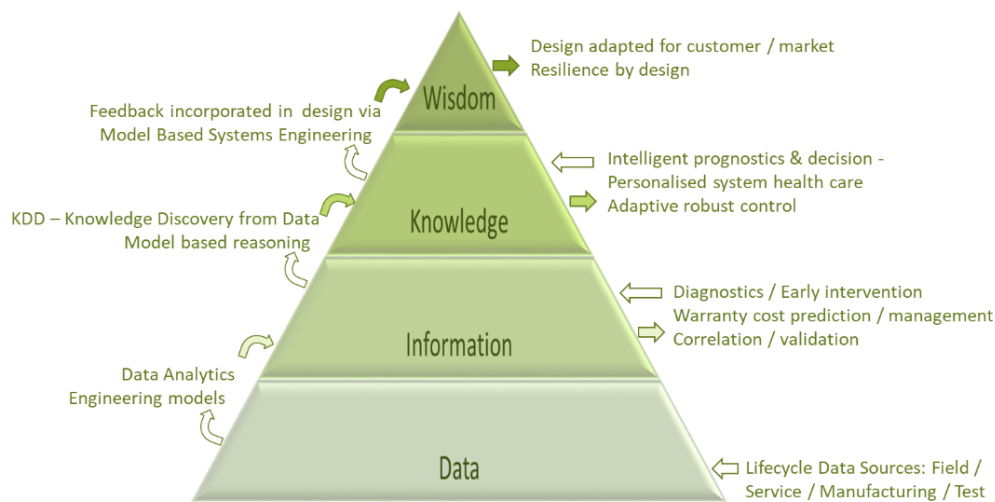 Design adapted for customer / market
Resilience by design
Wisdom
Feedback incorporated in design via
Model Based Systems Engineering
Intelligent prognostics & decision -
Personalised system health care
Adaptive robust control
KDD – Knowledge Discovery from Data
Model based reasoning
Knowledge
Diagnostics / Early intervention
Warranty cost prediction / management
Correlation / validation
Information
Data Analytics
Engineering models
Data
Lifecycle Data Sources: Field /
Service / Manufacturing / Test